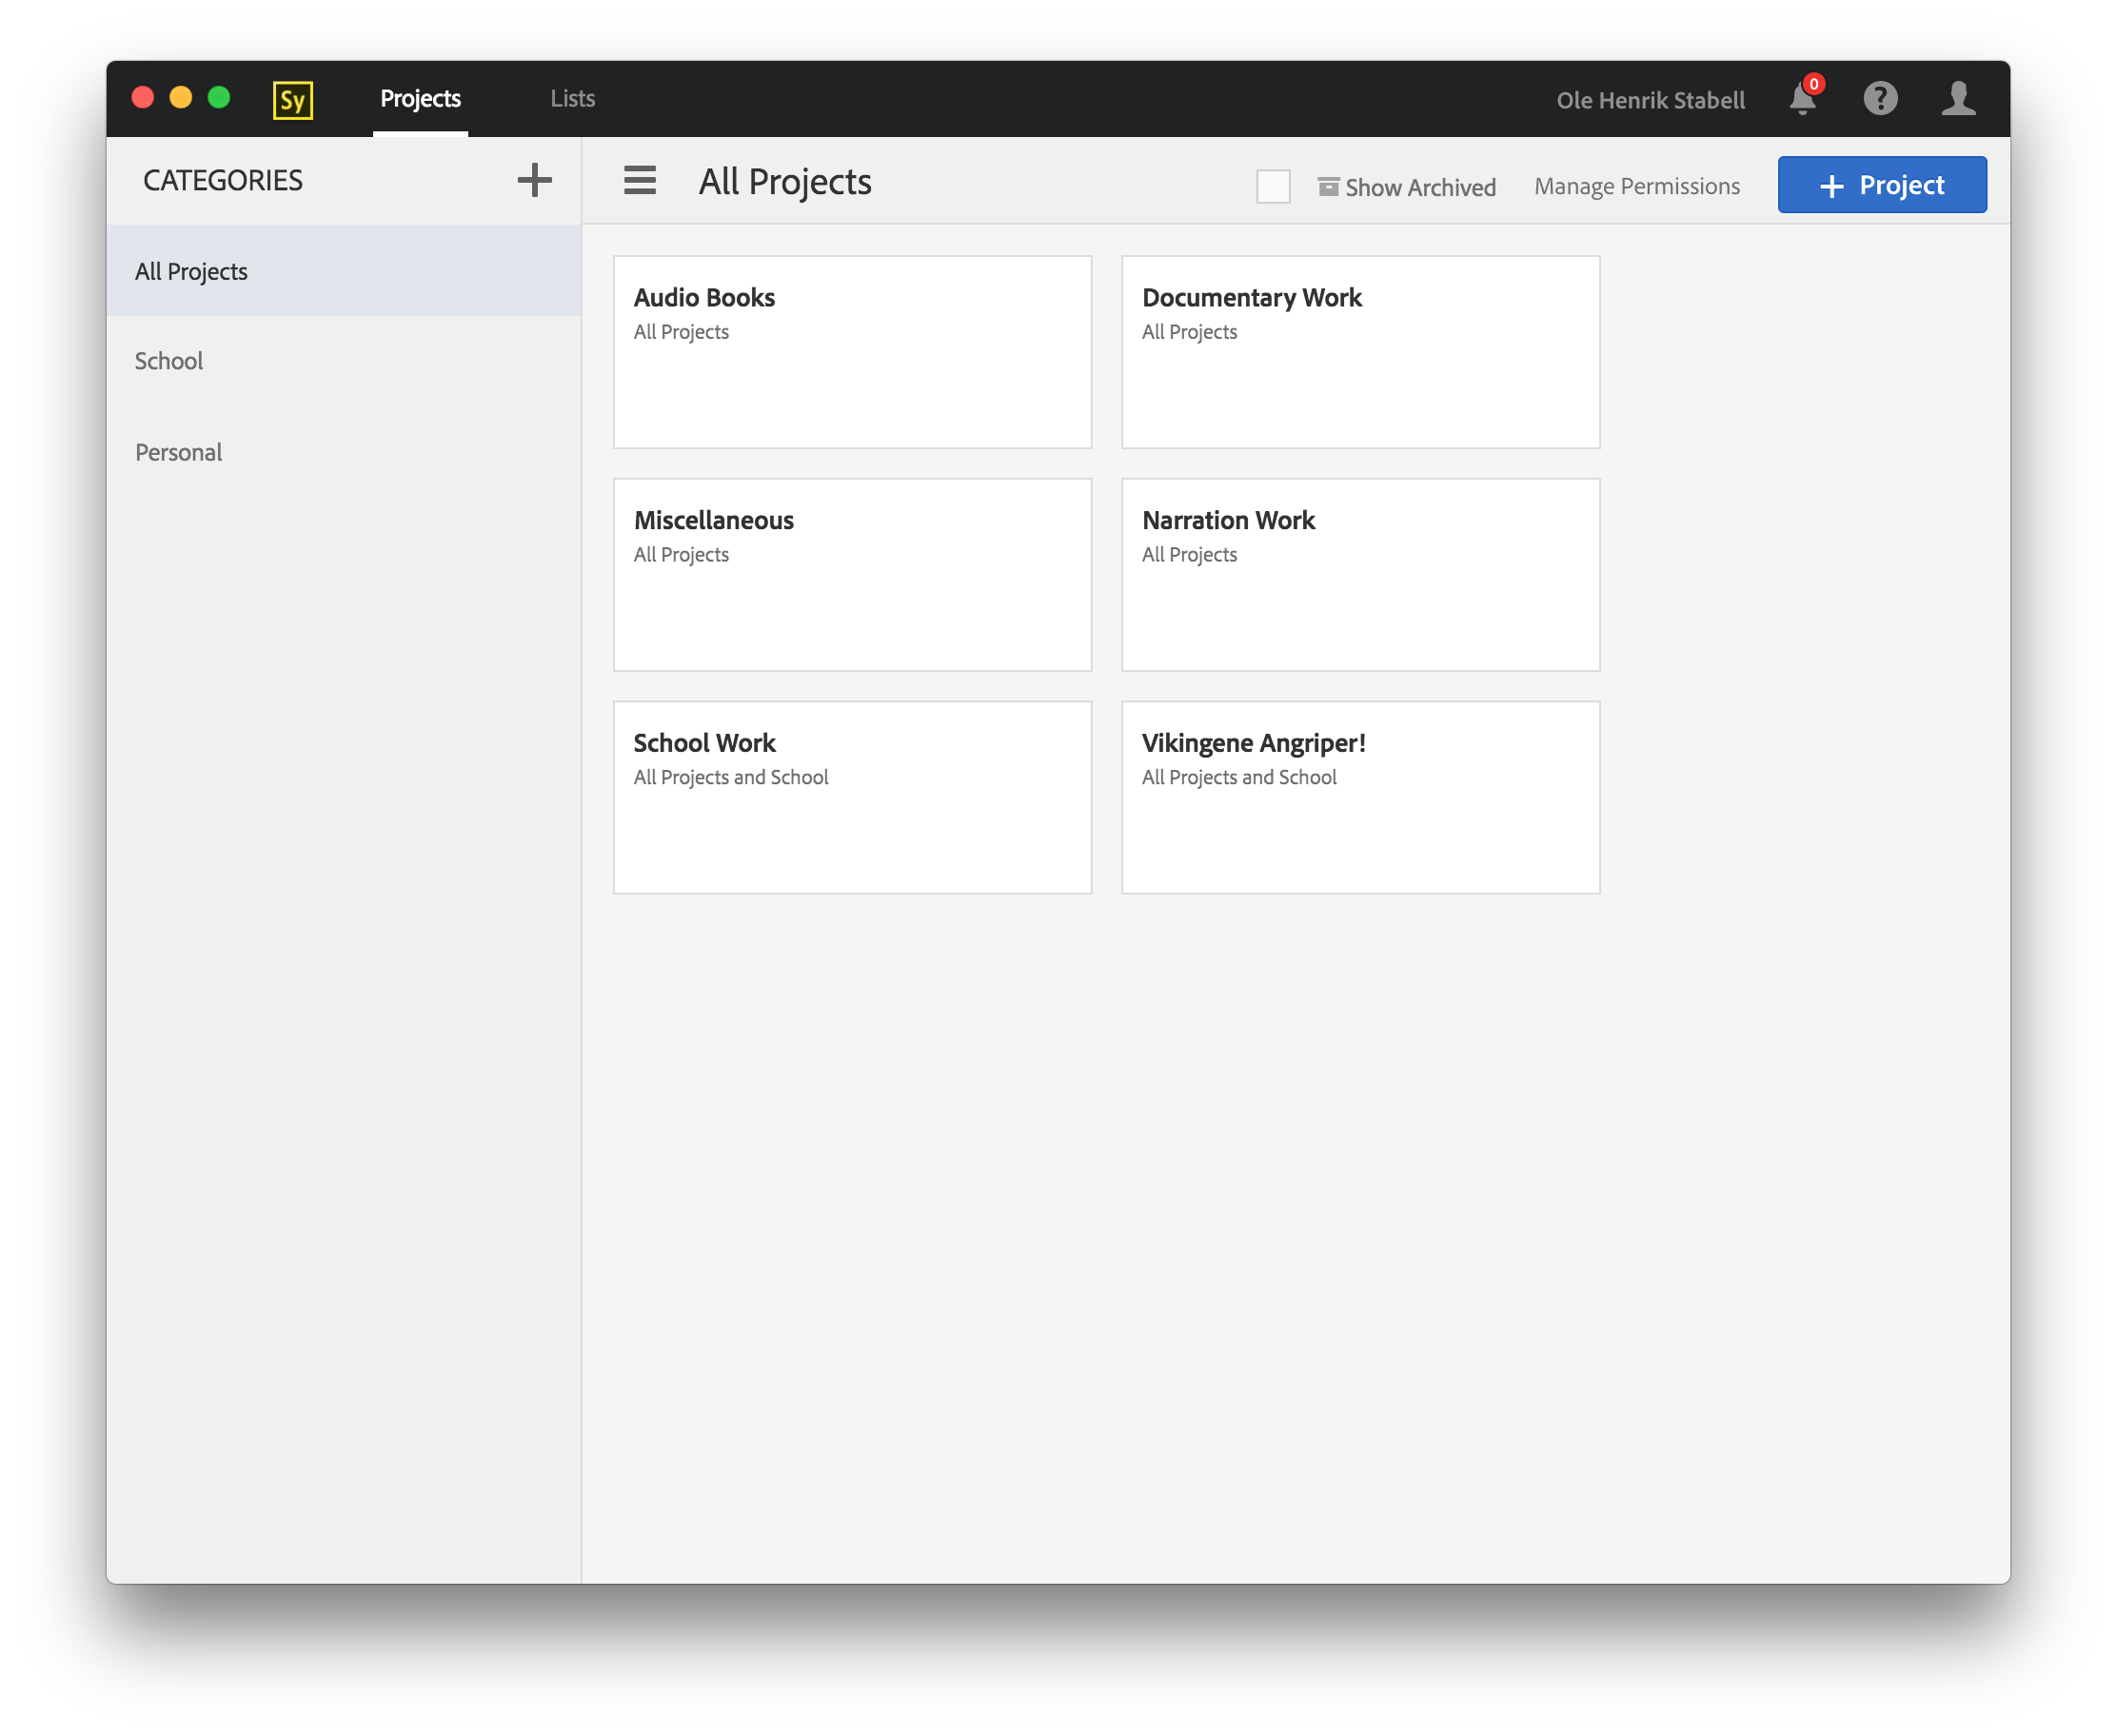 Sy Projects Lists Ole Henrik Stabell 0 ?
CATEGORIES
All Projects
School
Personal
All Projects Show Archived Manage Permissions + Project
Audio Books
All Projects
Documentary Work
All Projects
Miscellaneous
All Projects
Narration Work
All Projects
School Work
All Projects and School
Vikingene Angriper!
All Projects and School